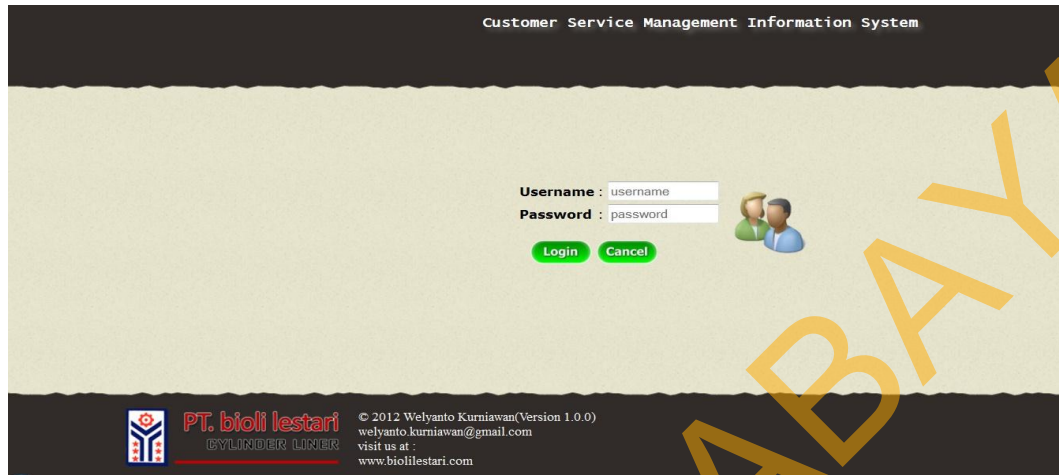 Customer Service Management Information System
Username : username
Password : password
Login Cancel
PT. bioli lestari
CYLINDER LINER
© 2012 Welyanto Kurniawan(Version 1.0.0)
welyanto.kurniawan@gmail.com
visit us at :
www.biolilestari.com
ABAY